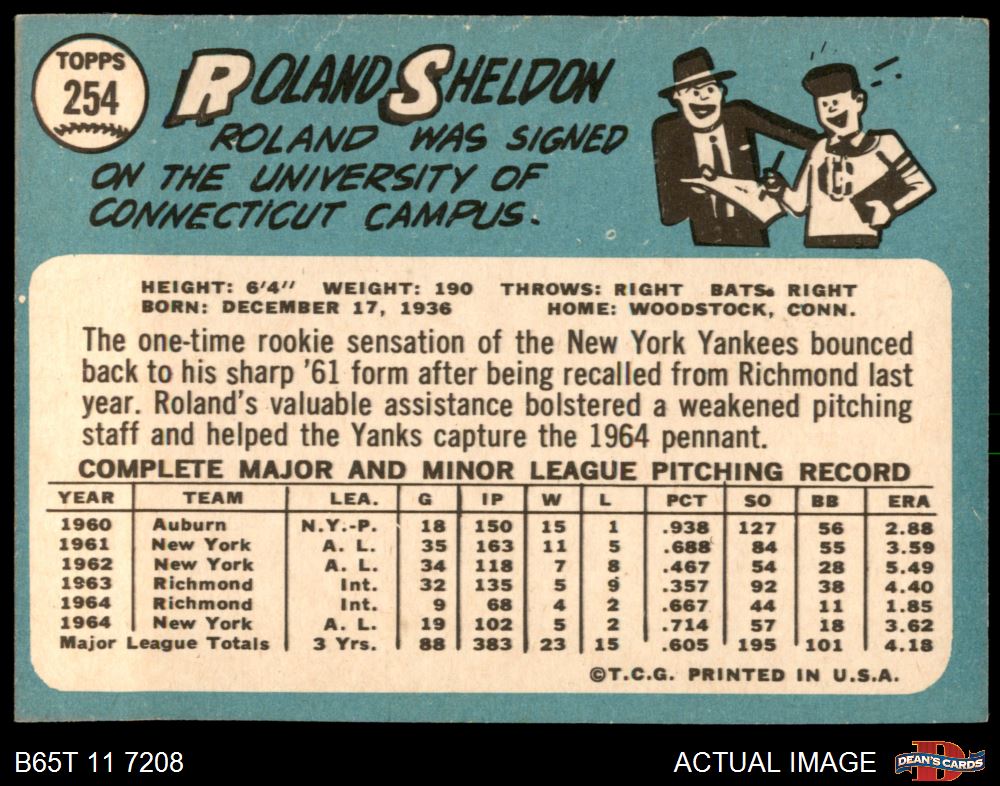 TOPPS
254
ROLAND SHELDON
ROLAND WAS SIGNED
ON THE UNIVERSITY OF
CONNECTICUT CAMPUS.
C
HEIGHT: 6'4" WEIGHT: 190 THROWS: RIGHT BATS: RIGHT
BORN: DECEMBER 17, 1936 HOME: WOODSTOCK, CONN.
The one-time rookie sensation of the New York Yankees bounced
back to his sharp '61 form after being recalled from Richmond last
year. Roland's valuable assistance bolstered a weakened pitching
staff and helped the Yanks capture the 1964 pennant.
COMPLETE MAJOR AND MINOR LEAGUE PITCHING RECORD
YEAR TEAM LEA. G IP W L PCT SO BB ERA
1960 Auburn N.Y.-P. 18 150 15 1 .938 127 56 2.88
1961 New York A. L. 35 163 11 5 .688 84 55 3.59
1962 New York A. L. 34 118 7 8 .467 54 28 5.49
1963 Richmond Int. 32 135 5 9 .357 92 38 4.40
1964 Richmond Int. 9 68 4 2 .667 44 11 1.85
1964 New York A. L. 19 102 5 2 .714 57 18 3.62
Major League Totals 3 Yrs. 88 383 23 15 .605 195 101 4.18
©T.C.G. PRINTED IN U.S.A.
B65T 11 7208
ACTUAL IMAGE
D
DEAN'S CARDS